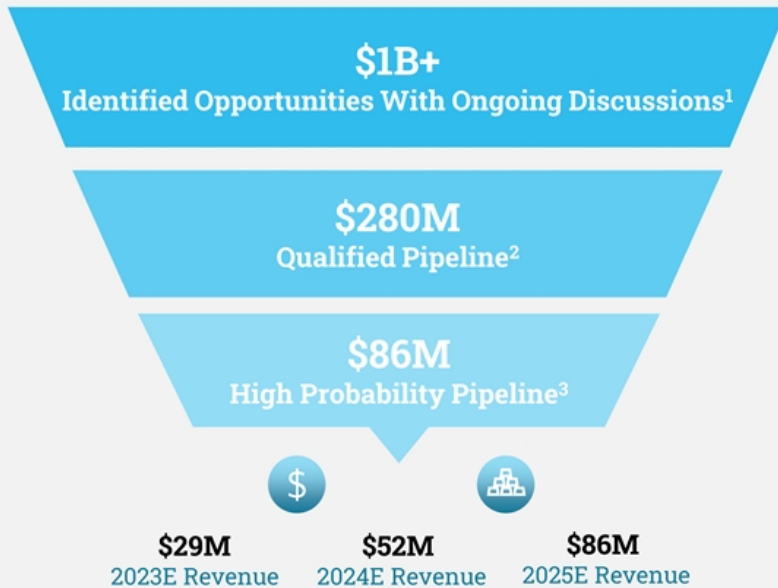 $1B+
Identified Opportunities With Ongoing Discussions¹
$280M
Qualified Pipeline²
$86M
High Probability Pipeline³
$
$29M $52M $86M
2023E Revenue 2024E Revenue 2025E Revenue